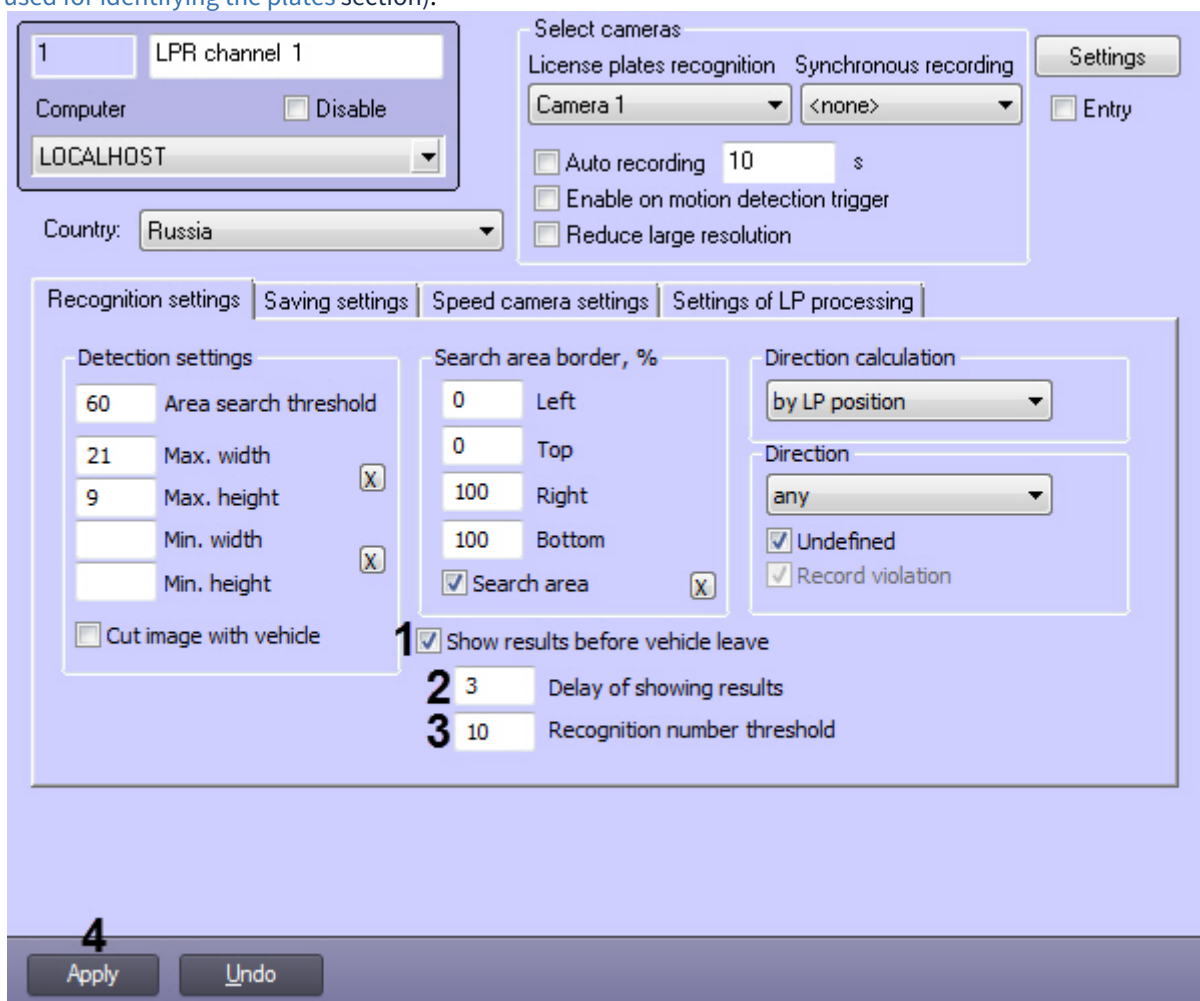 used for identifying the plates section).
1 LPR channel 1
Computer Disable
LOCALHOST
Country: Russia
Select cameras
License plates recognition Synchronous recording
Camera 1 <none>
Auto recording 10 s
Enable on motion detection trigger
Reduce large resolution
Settings
Entry
Recognition settings Saving settings Speed camera settings Settings of LP processing
Detection settings
60 Area search threshold
21 Max. width
X
9 Max. height
Min. width
X
Min. height
Cut image with vehicle
Search area border, %
0 Left
0 Top
100 Right
100 Bottom
Search area X
Direction calculation
by LP position
Direction
any
Undefined
Record violation
1 Show results before vehicle leave
2 3 Delay of showing results
3 10 Recognition number threshold
4
Apply Undo